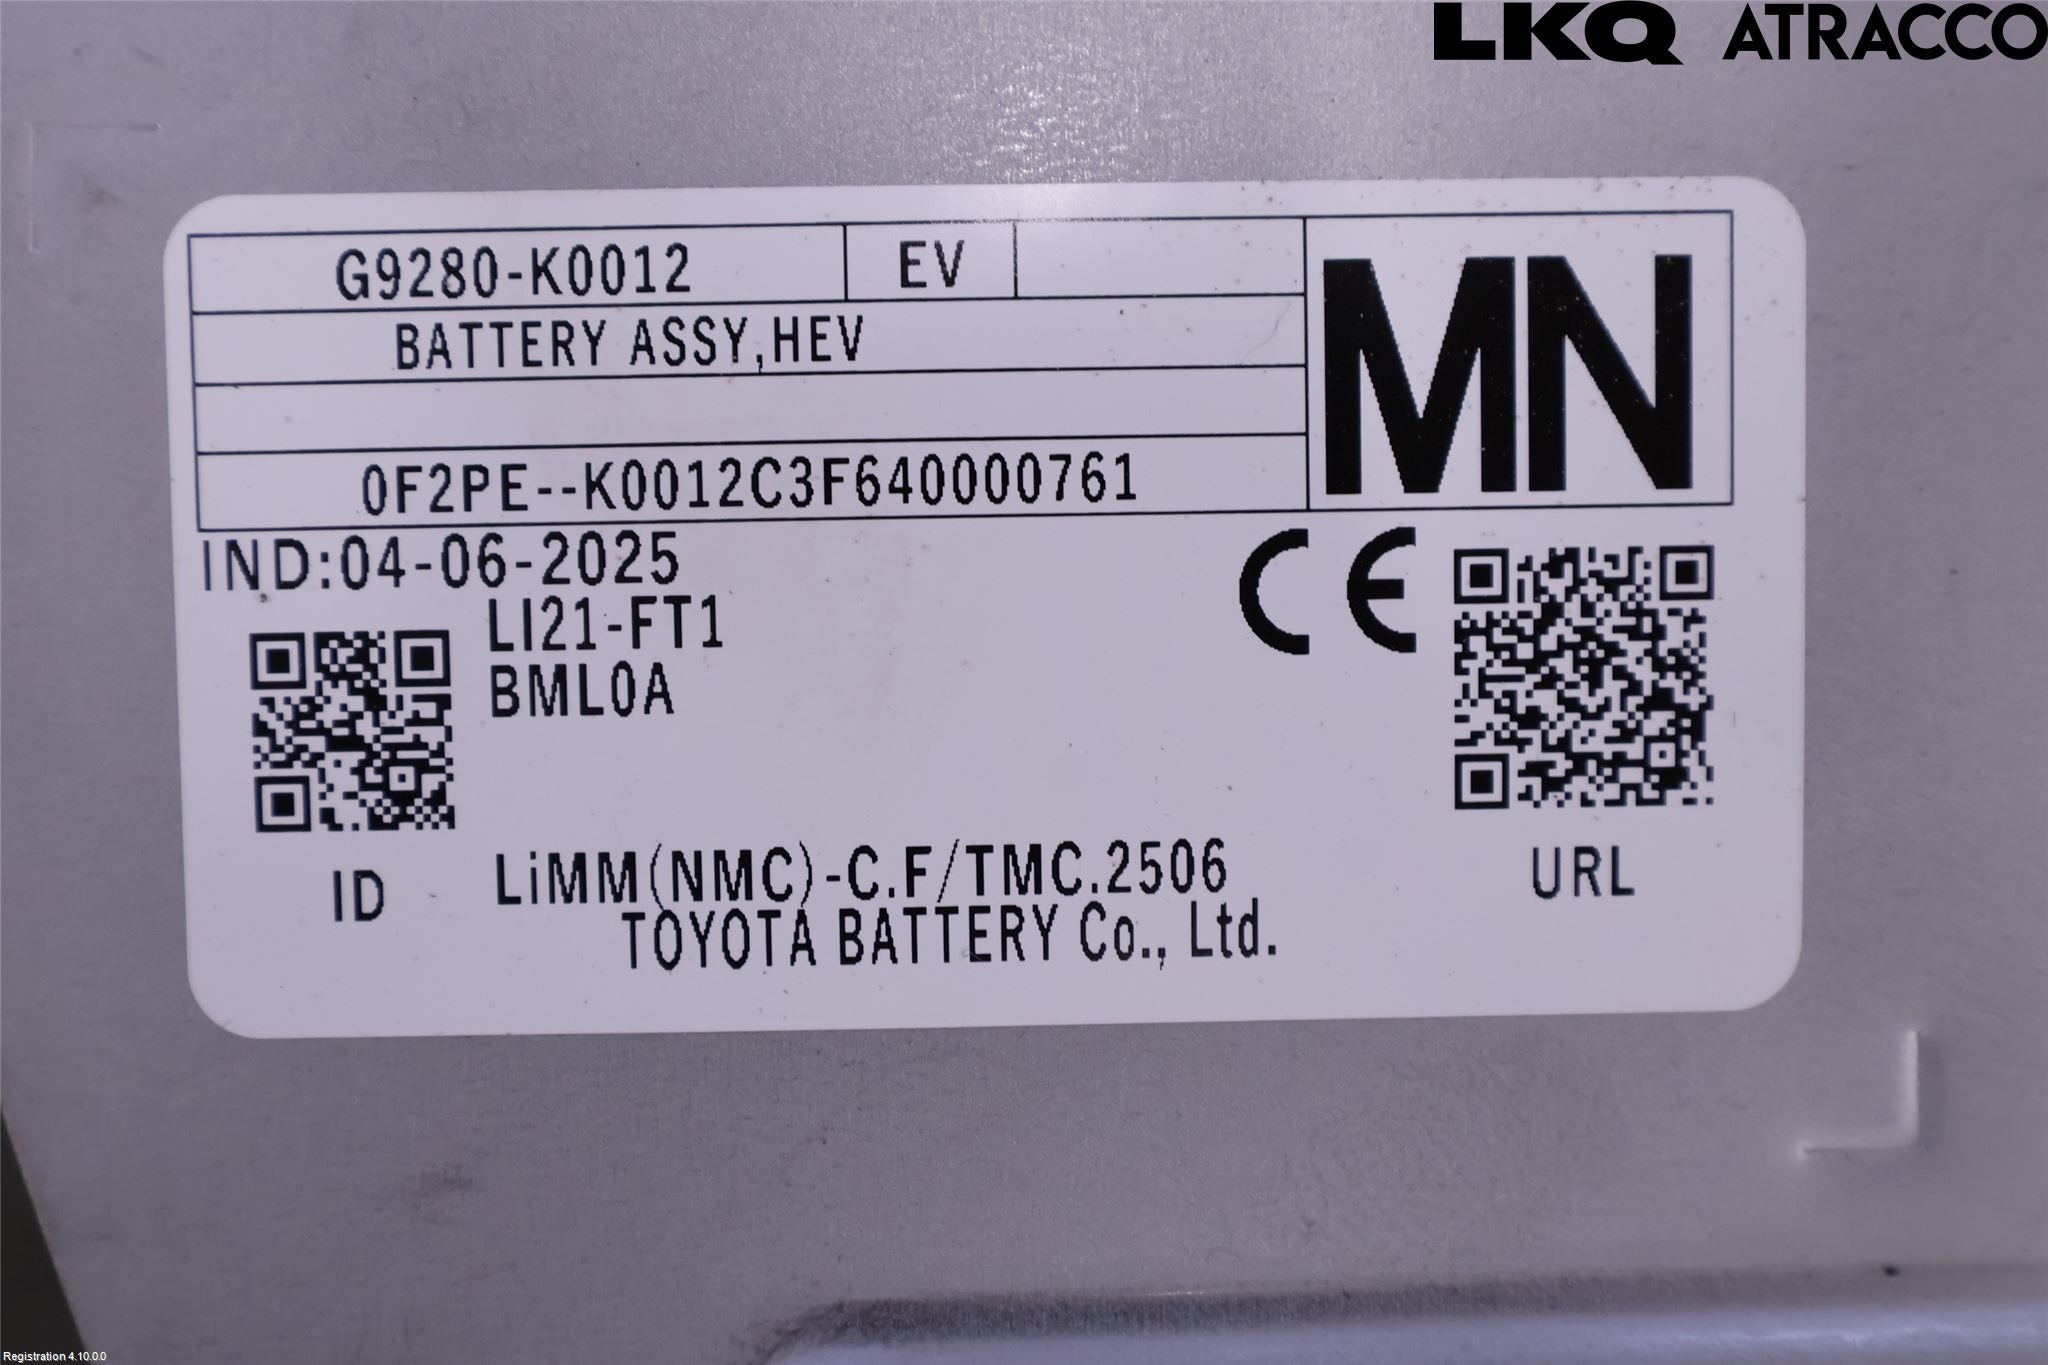 LKQ ATRACCO
G9280-K0012 EV MN
BATTERY ASSY,HEV
0F2PE--K0012C3F640000761
IND:04-06-2025
LI21-FT1
BML0A
CE
ID
LiMM(NMC)-C.F/TMC.2506
TOYOTA BATTERY Co., Ltd.
URL
Registration 4.10.0.0